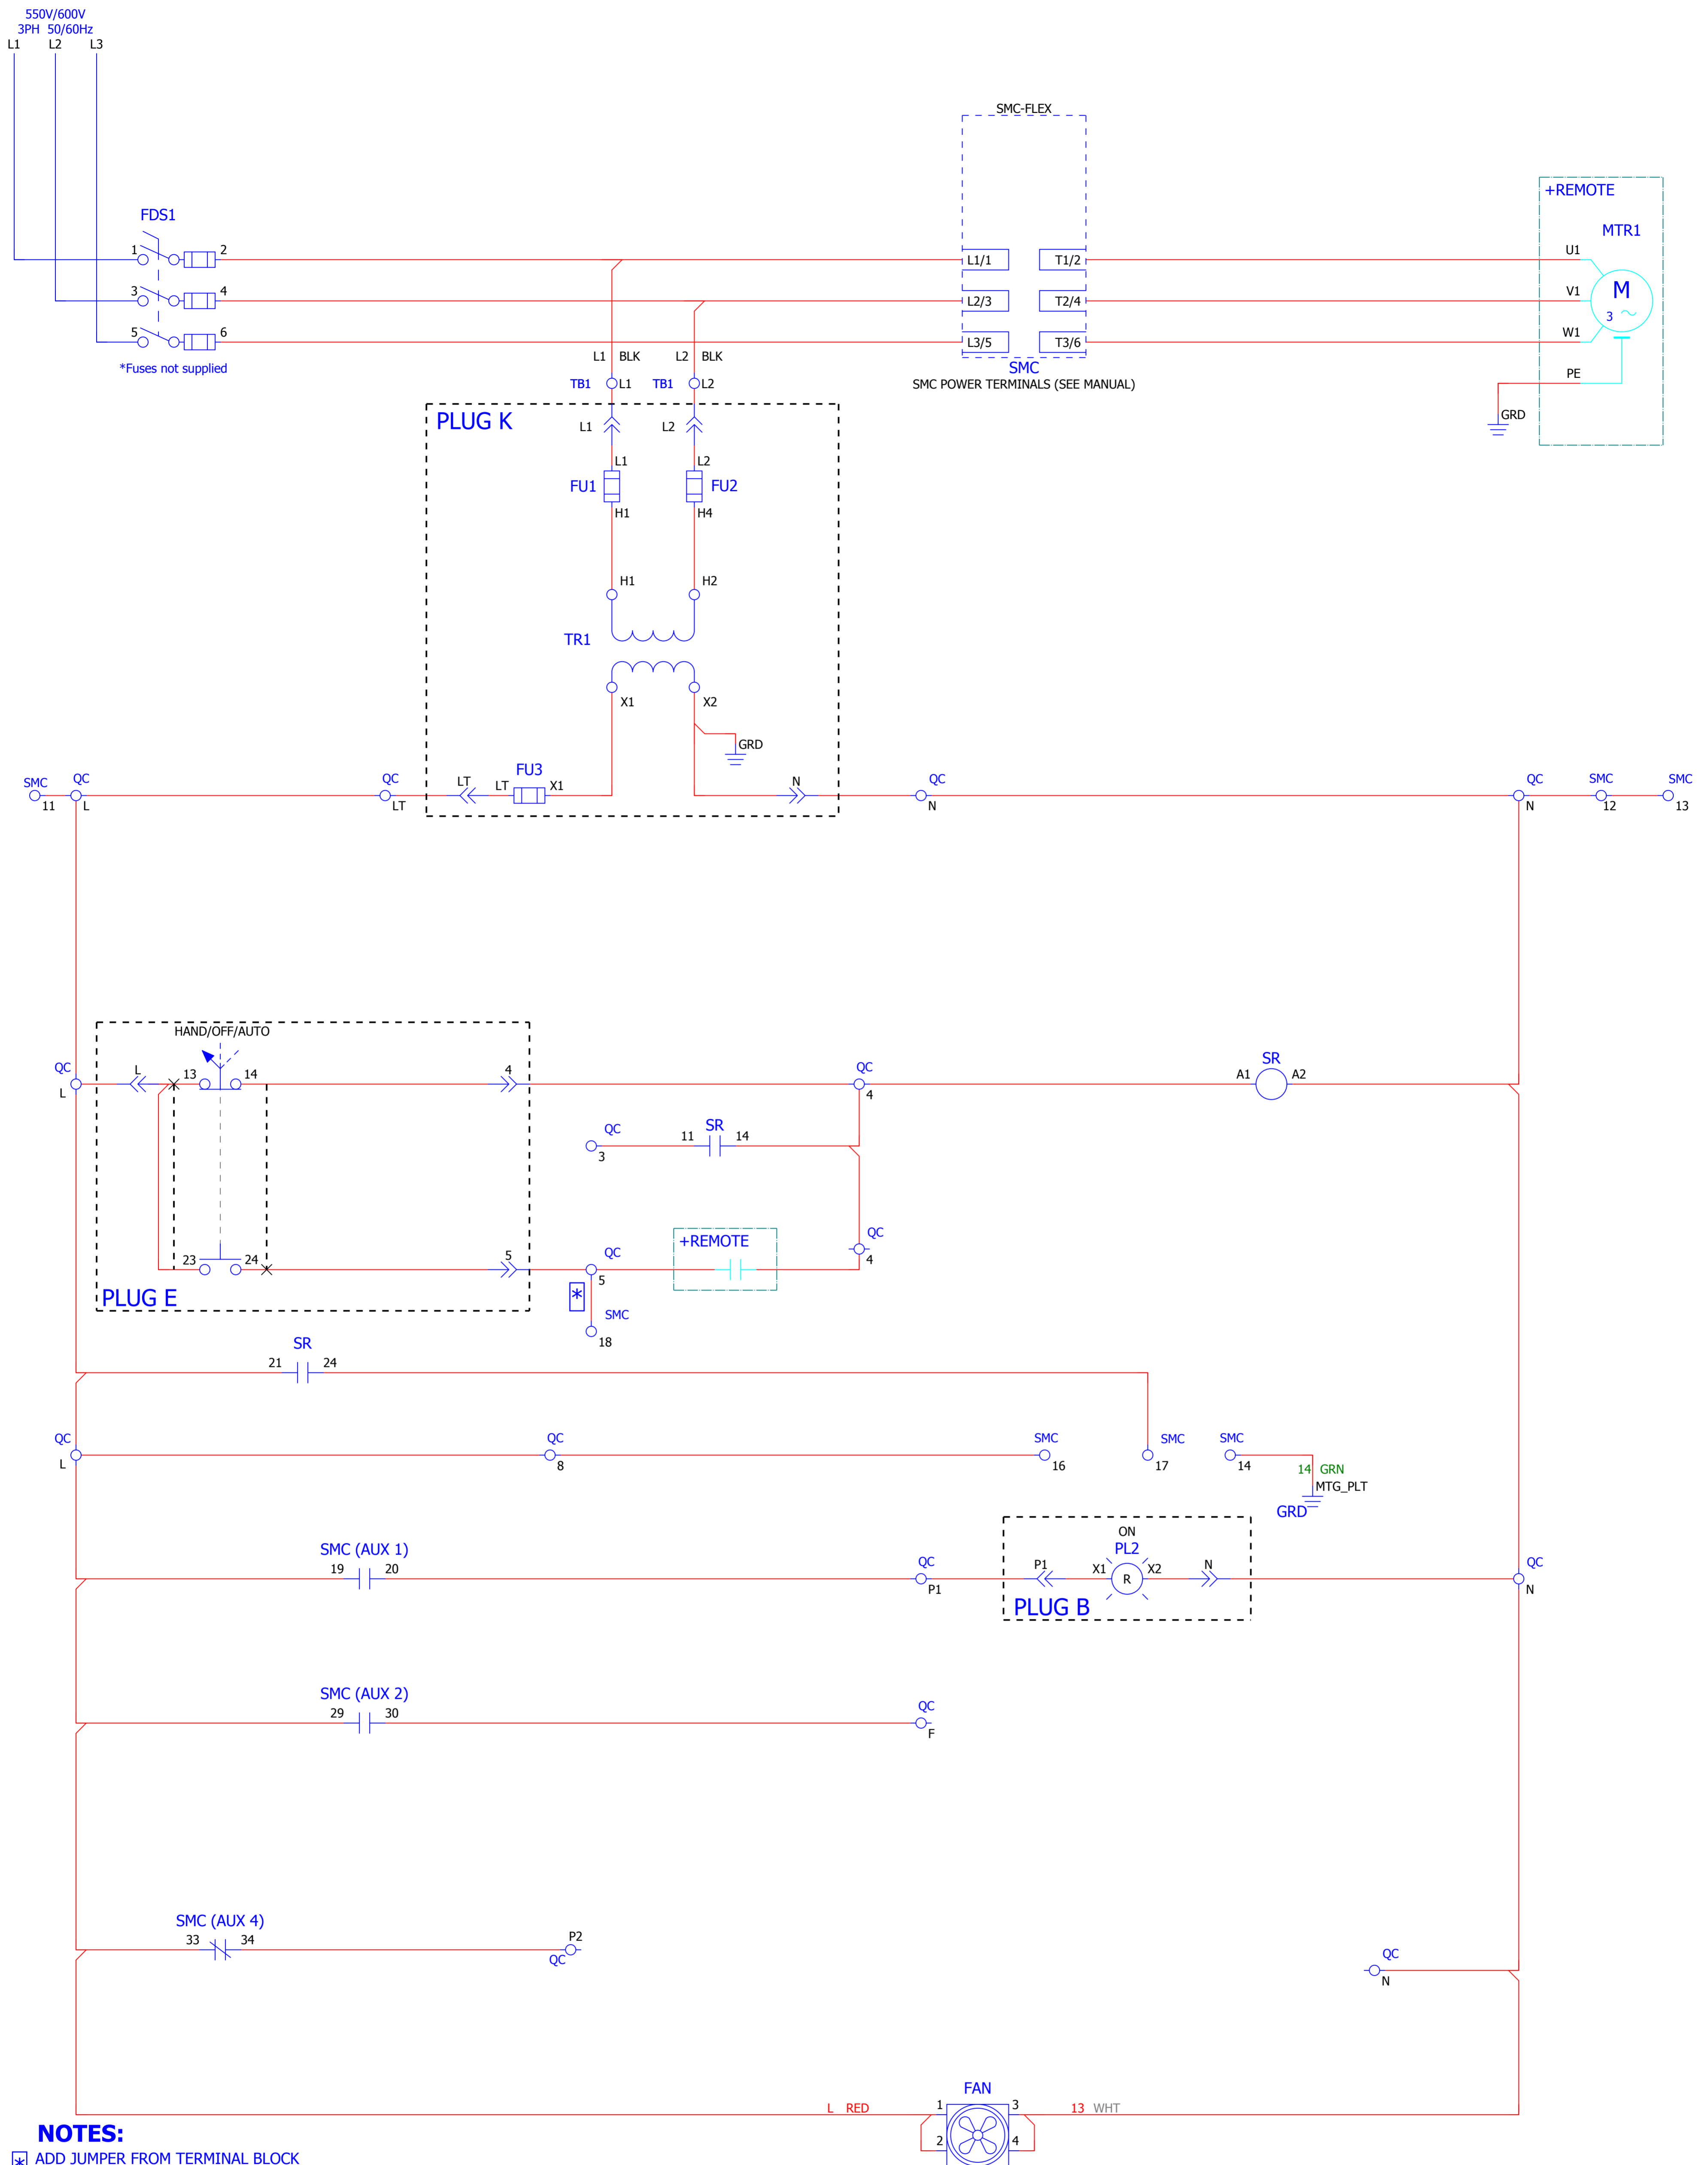 550V/600V
3PH 50/60Hz
L1 L2 L3
SMC-FLEX
+REMOTE
FDS1
MTR1
1 2 L1/1 T1/2 U1
3 4 L2/3 T2/4 V1 M
3
5 6 L3/5 T3/6 W1
*Fuses not supplied
L1 BLK L2 BLK
SMC
SMC POWER TERMINALS (SEE MANUAL)
PE
TB1 L1 TB1 L2
GRD
PLUG K
L1 L2
L1 L2
FU1 FU2
H1 H4
H1 H2
TR1
X1 X2
GRD
SMC QC QC LT LT FU3 X1 N QC QC SMC SMC
11 L LT N N 12 13
HAND/OFF/AUTO
QC L 13 14 4 QC A1 SR A2
L 4
QC 11 SR 14
3
QC
4
23 24 5 QC +REMOTE
5
PLUG E
*
SMC
18
SR
21 24
QC QC SMC SMC SMC
L 8 16 17 14
14 GRN
MTG_PLT
GRD
ON
SMC (AUX 1) PL2
19 20 QC P1 X1 R X2 N QC
P1 N
PLUG B
SMC (AUX 2)
29 30 QC
F
SMC (AUX 4)
33 34 P2
QC
QC
N
FAN
L RED 1 3 13 WHT
2 4
NOTES:
* ADD JUMPER FROM TERMINAL BLOCK